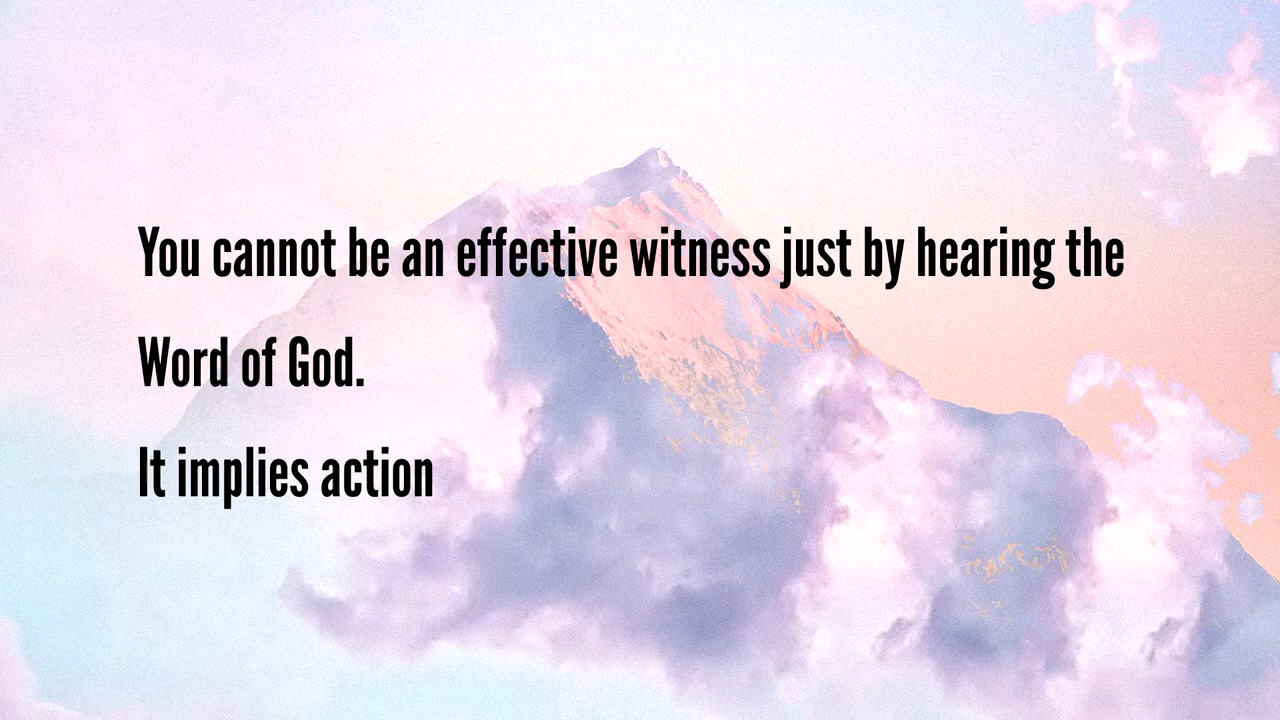 You cannot be an effective witness just by hearing the
Word of God.
It implies action